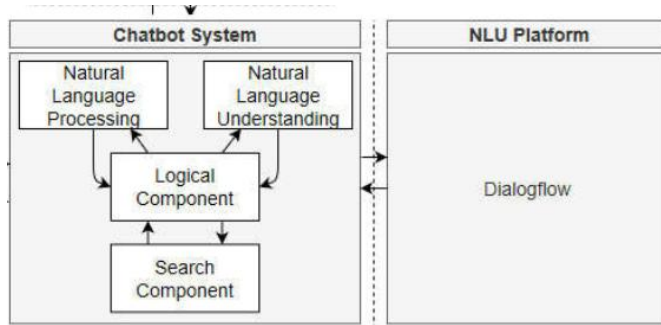 Chatbot System
NLU Platform
Natural
Language
Processing
Natural
Language
Understanding
Logical
Component
Dialogflow
Search
Component